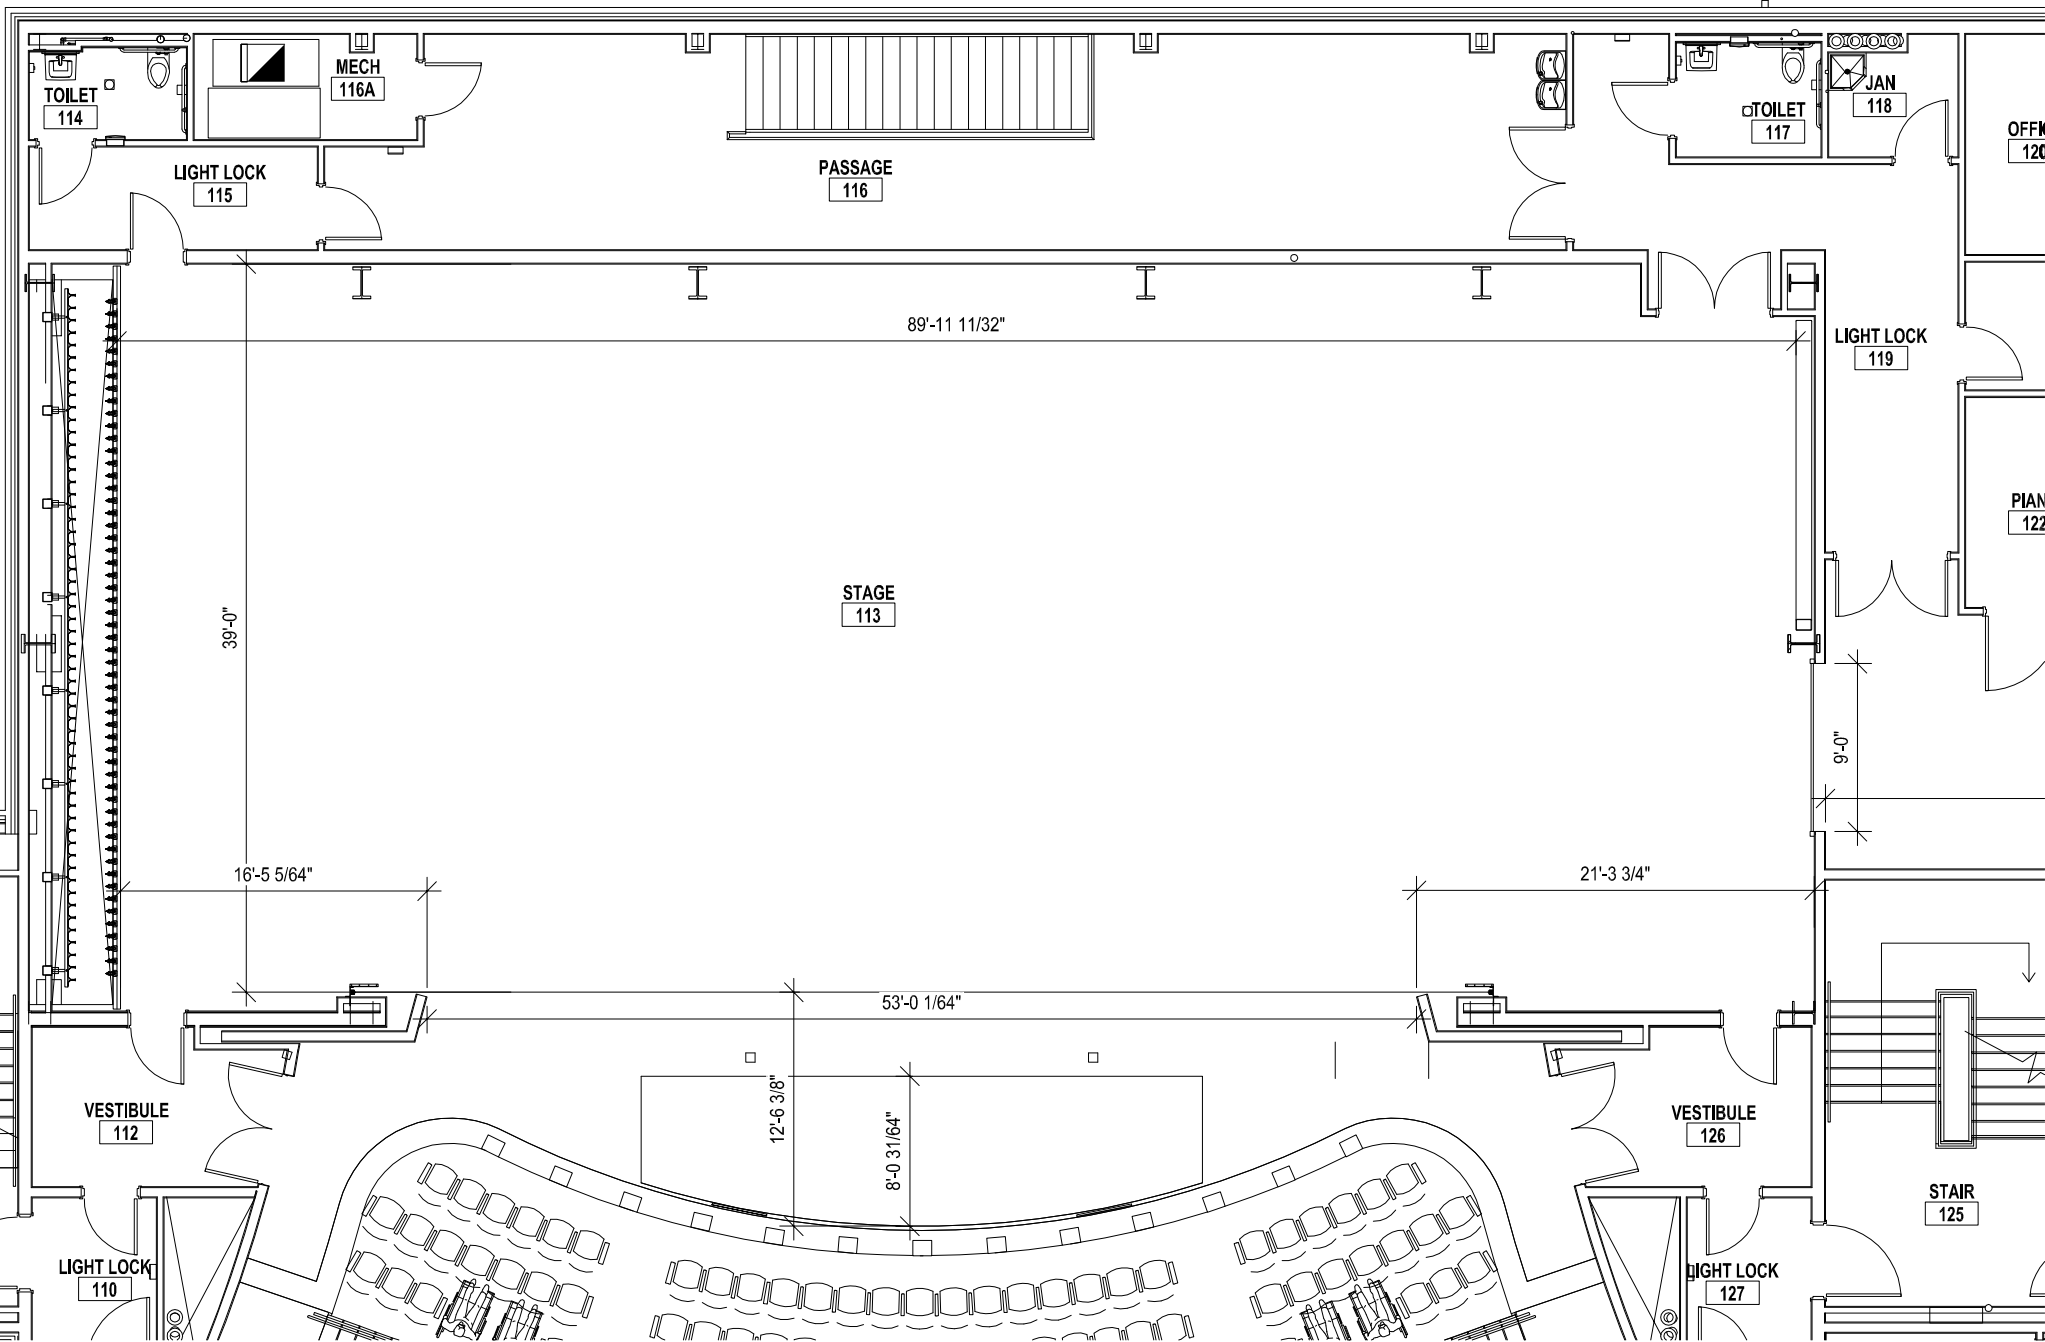 MECH
116A
TOILET
114
JAN
118
TOILET
117
120
LIGHT LOCK
115
PASSAGE
116
89'-11 11/32"
LIGHT LOCK
119
122
STAGE
113
39'-0"
9'-0"
16'-5 5/64"
21'-3 3/4"
53'-0 1/64"
12'-6 3/8"
8'-0 31/64"
VESTIBULE
112
VESTIBULE
126
STAIR
125
LIGHT LOCK
110
LIGHT LOCK
127